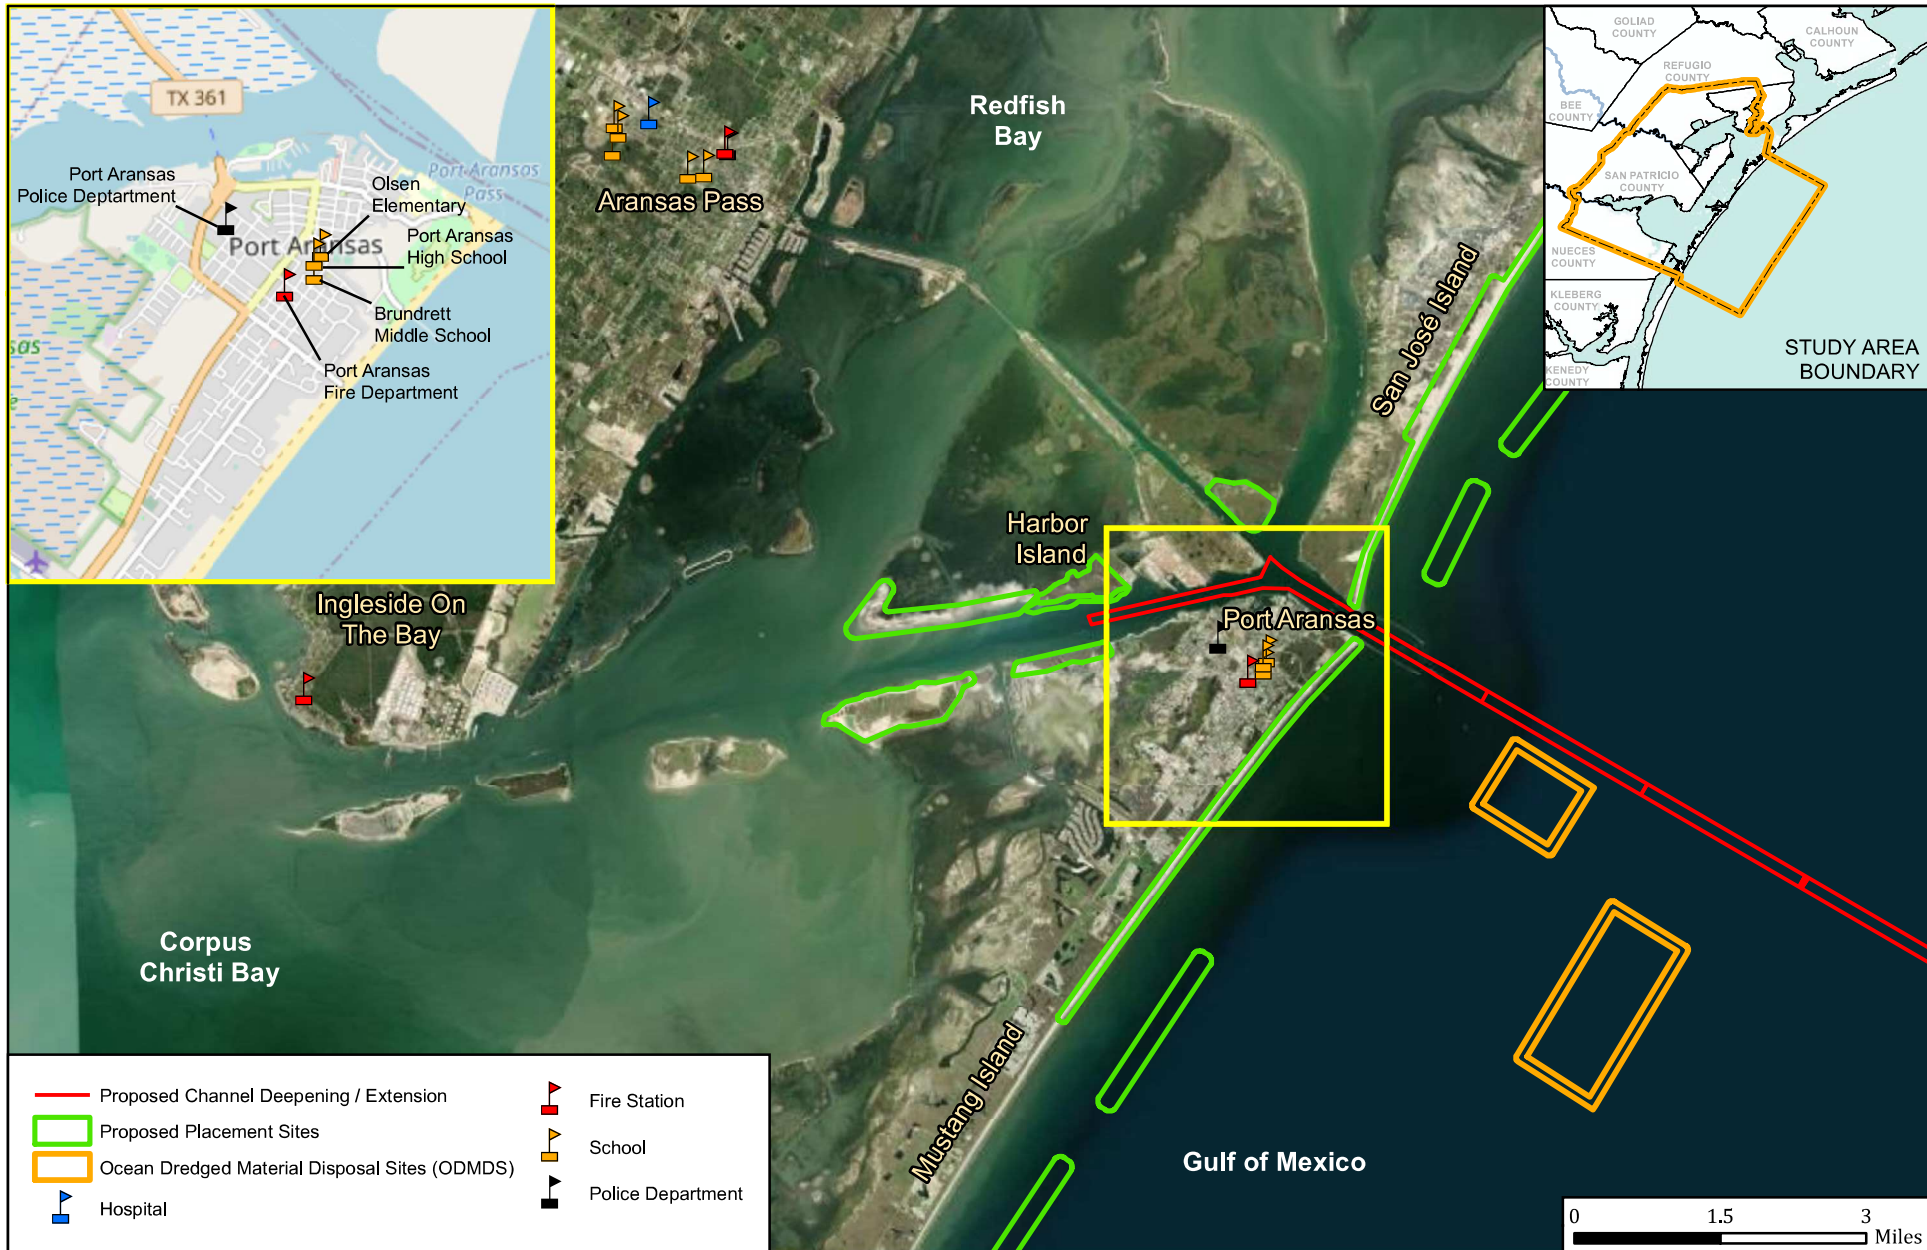 TX 361
Port Aransas
Police Deptartment
Olsen
Elementary
Port Aransas
Pass
Port Aransas
Port Aransas
High School
Brundrett
Middle School
Port Aransas
Fire Department
sas
Redfish
Bay
Aransas Pass
San José Island
Harbor
Island
Port Aransas
Ingleside On
The Bay
Corpus
Christi Bay
Mustang Island
Gulf of Mexico
GOLIAD
COUNTY
CALHOUN
COUNTY
REFUGIO
COUNTY
BEE
COUNTY
SAN PATRICIO
COUNTY
NUECES
COUNTY
KLEBERG
COUNTY
KENEDY
COUNTY
STUDY AREA
BOUNDARY
Proposed Channel Deepening / Extension
Proposed Placement Sites
Ocean Dredged Material Disposal Sites (ODMDS)
Hospital
Fire Station
School
Police Department
0 1.5 3
Miles